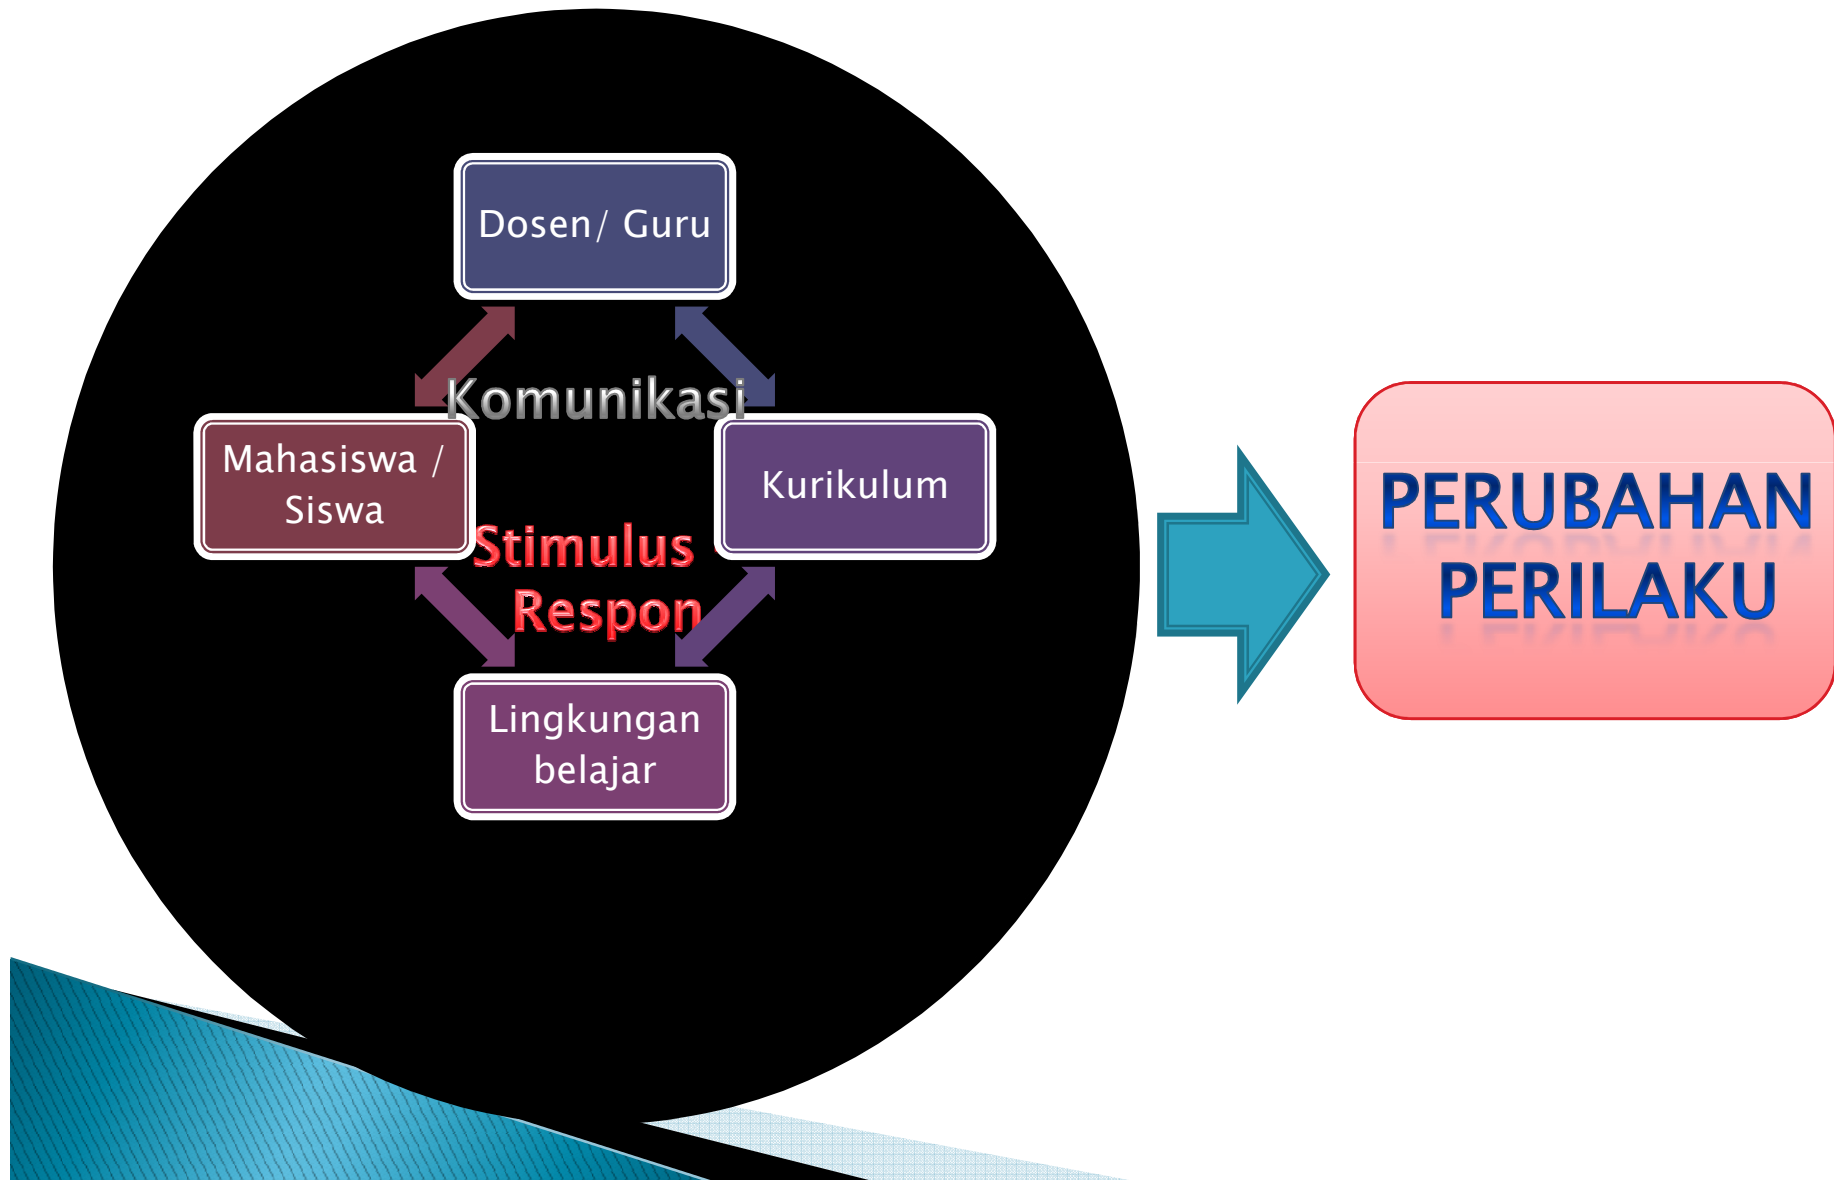 Dosen/ Guru
Komunikasi
Mahasiswa /
Siswa
Kurikulum
Stimulus
Respon
Lingkungan
belajar
PERUBAHAN
PERILAKU